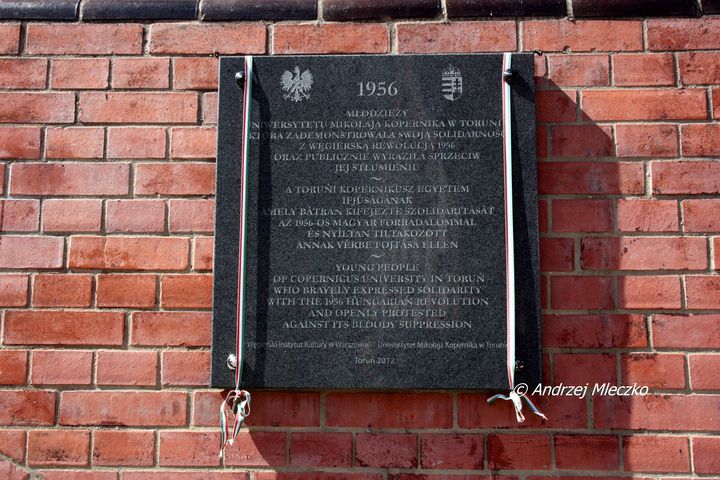 1956
MŁODZIEŻY
UNIWERSYTETU MIKOŁAJA KOPERNIKA W TORUNIU
KTÓRA ZADEMONSTROWAŁA SWOJĄ SOLIDARNOŚĆ
Z WĘGIERSKĄ REWOLUCJĄ 1956
ORAZ PUBLICZNIE WYRAZIŁA SPRZECIW
JEJ STŁUMIENIU
~
A TORUNI KOPERNIKUSZ EGYETEM
IFJÚSÁGÁNAK
AMELY BÁTRAN KIFEJEZTE SZOLIDARITÁSÁT
AZ 1956-OS MAGYAR FORRADALOMMAL
ÉS NYÍLTAN TILTAKOZOTT
ANNAK VÉRBE FOJTÁSA ELLEN
~
YOUNG PEOPLE
OF COPERNICUS UNIVERSITY IN TORUŃ
WHO BRAVELY EXPRESSED SOLIDARITY
WITH THE 1956 HUNGARIAN REVOLUTION
AND OPENLY PROTESTED
AGAINST ITS BLOODY SUPPRESSION
Węgierski Instytut Kultury w Warszawie Uniwersytet Mikołaja Kopernika w Toruniu
Toruń 2012
© Andrzej Mleczko